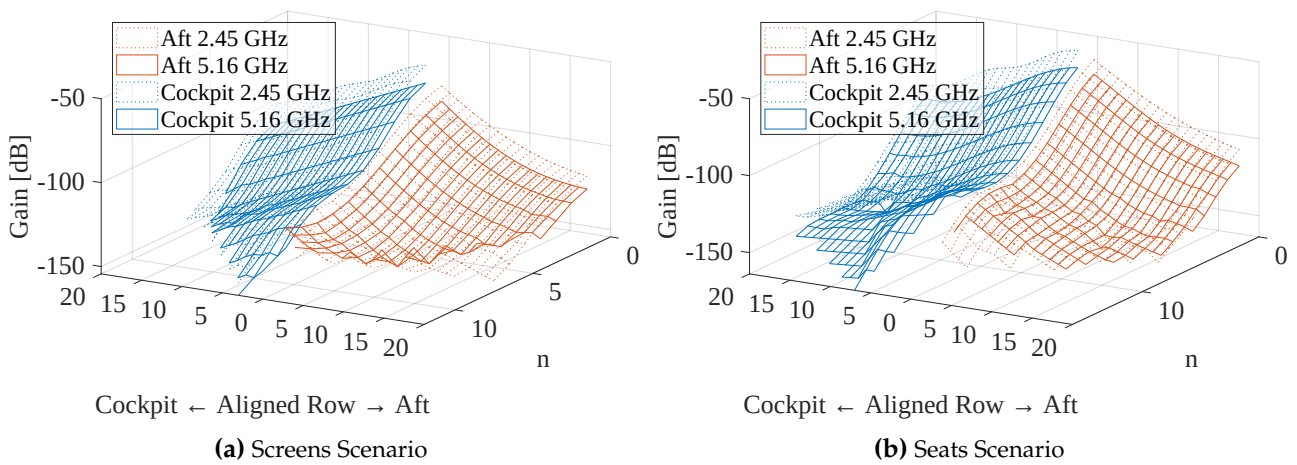 Aft 2.45 GHz
Aft 5.16 GHz
Cockpit 2.45 GHz
Cockpit 5.16 GHz
-50
-100
-150
Gain [dB]
20
15
10
5
0
5
10
15
20
10
5
0
n
Cockpit ← Aligned Row → Aft
(a) Screens Scenario
Aft 2.45 GHz
Aft 5.16 GHz
Cockpit 2.45 GHz
Cockpit 5.16 GHz
-50
-100
-150
Gain [dB]
20
15
10
5
0
5
10
15
20
10
0
n
Cockpit ← Aligned Row → Aft
(b) Seats Scenario